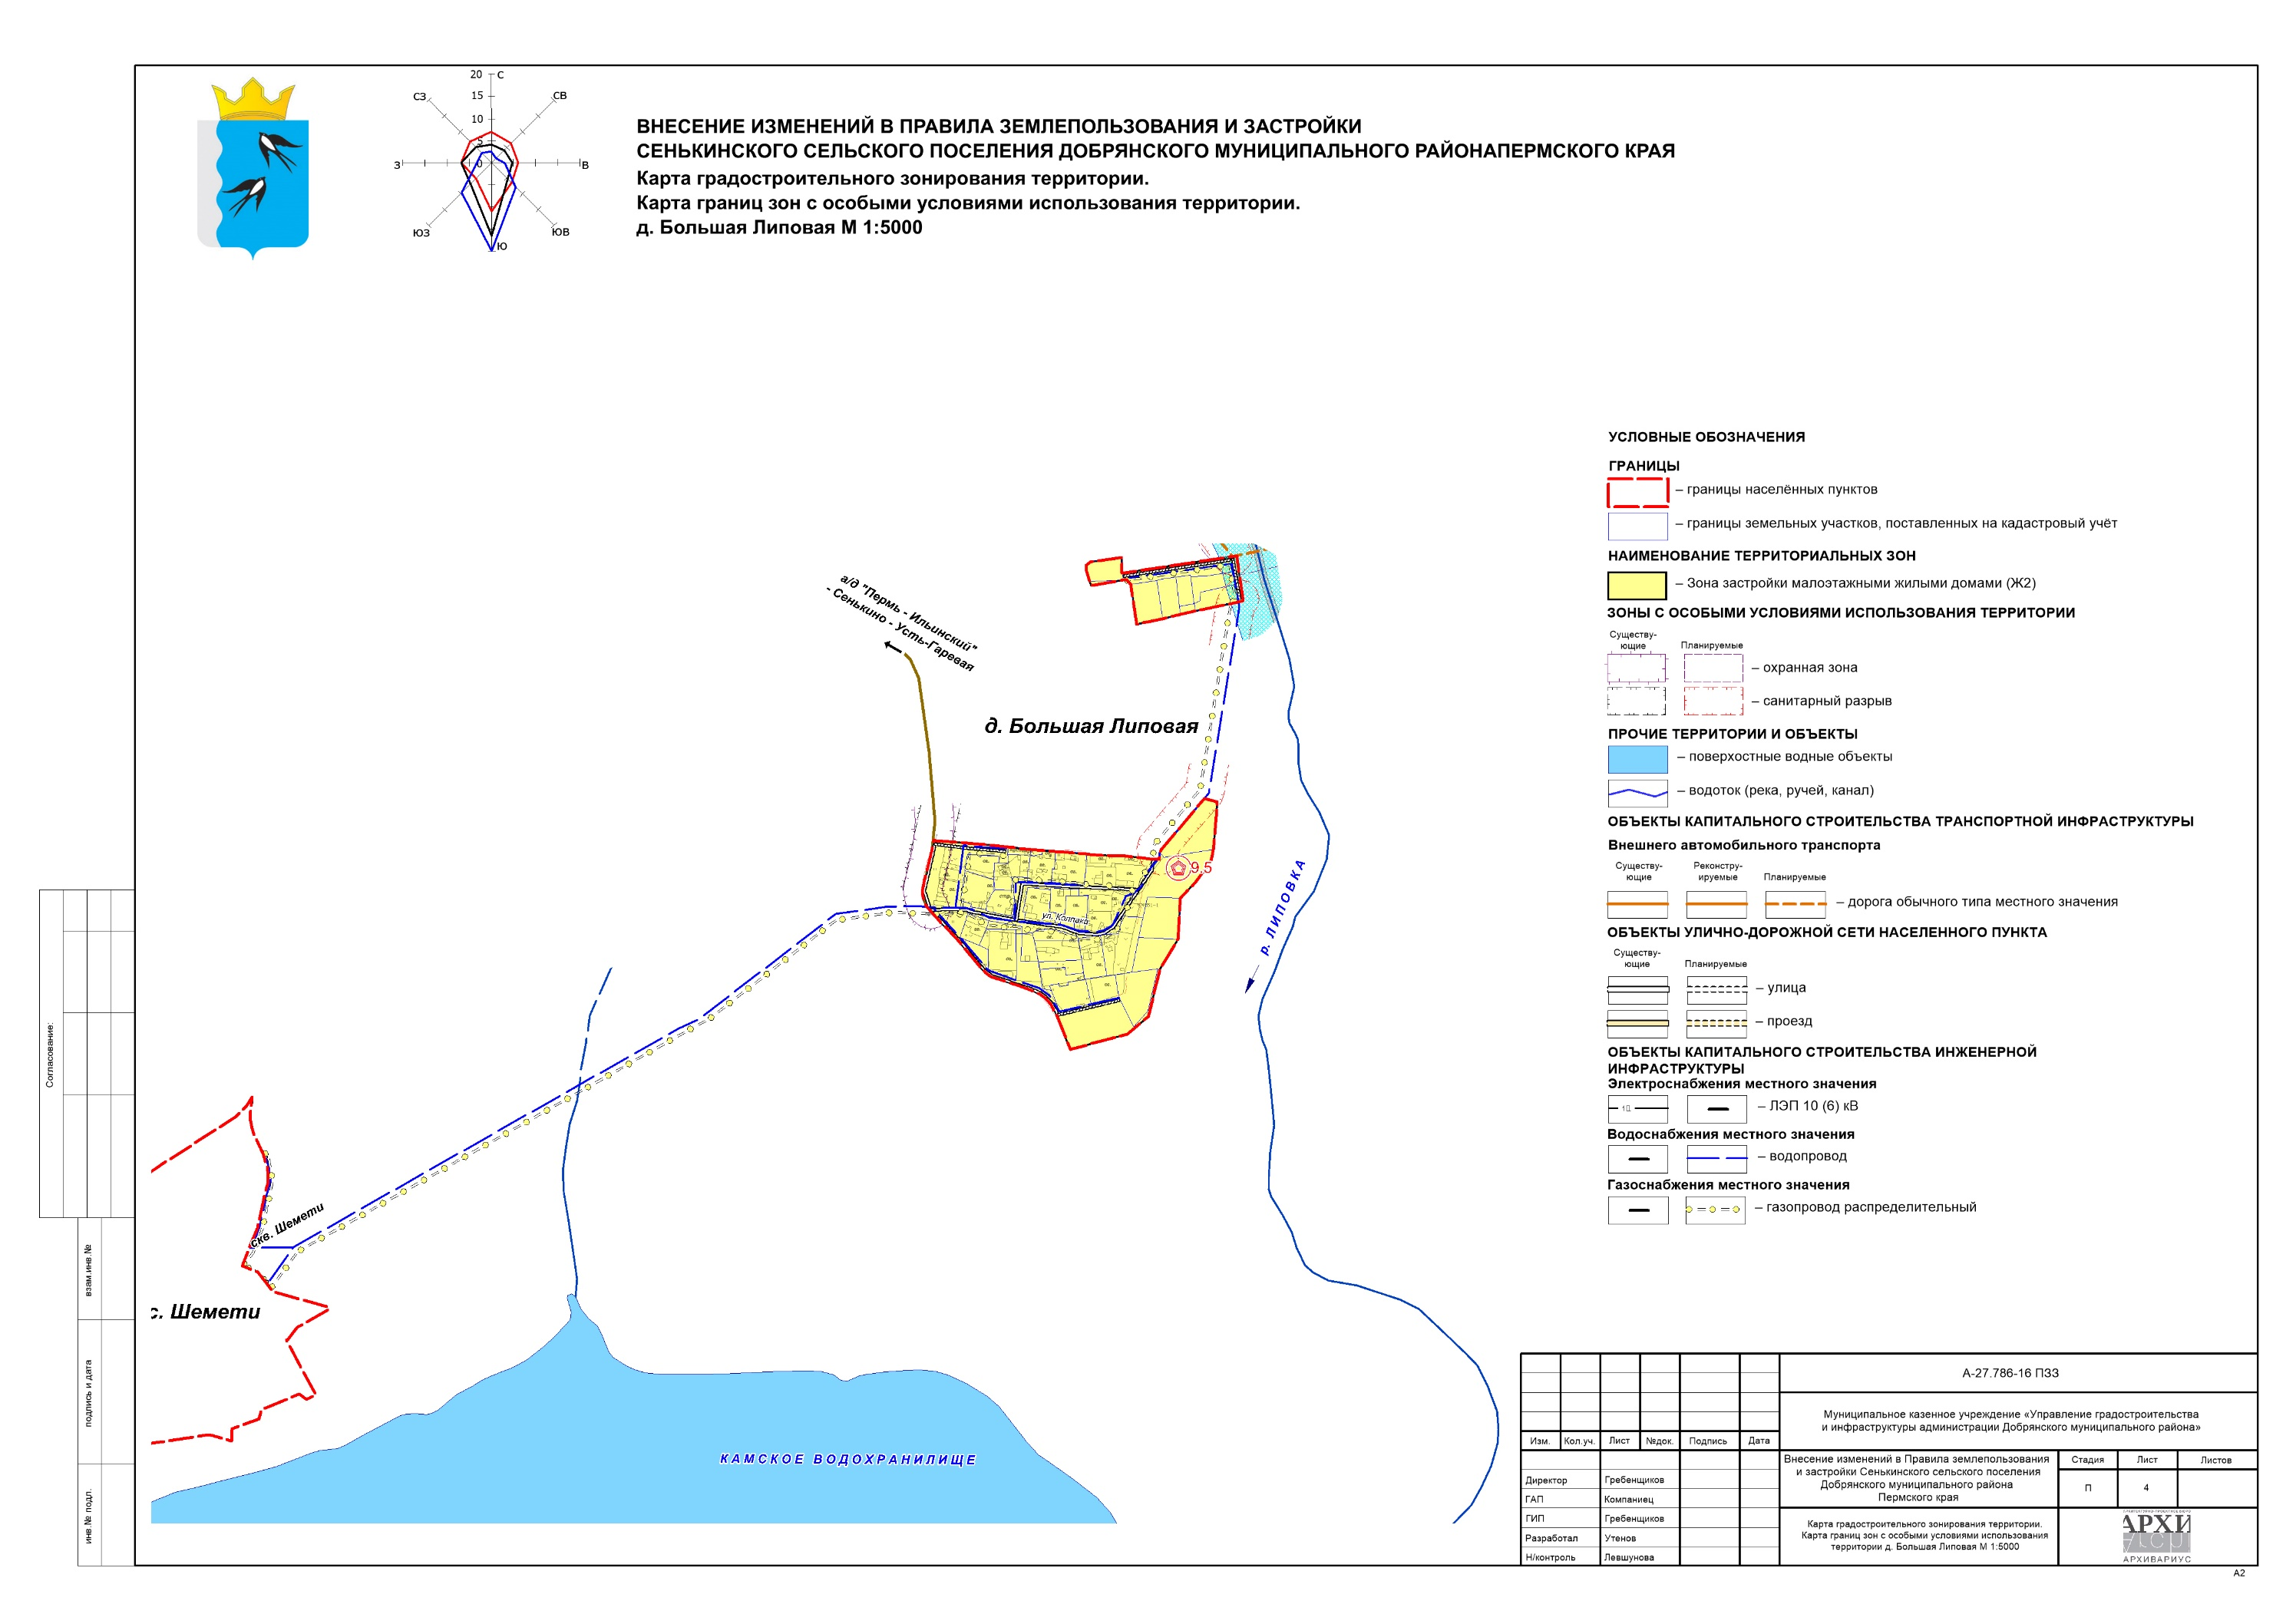 20 С
СЗ 15 СВ
10
5
З 0 В
ЮЗ Ю ЮВ
ВНЕСЕНИЕ ИЗМЕНЕНИЙ В ПРАВИЛА ЗЕМЛЕПОЛЬЗОВАНИЯ И ЗАСТРОЙКИ
СЕНЬКИНСКОГО СЕЛЬСКОГО ПОСЕЛЕНИЯ ДОБРЯНСКОГО МУНИЦИПАЛЬНОГО РАЙОНАПЕРМСКОГО КРАЯ
Карта градостроительного зонирования территории.
Карта границ зон с особыми условиями использования территории.
д. Большая Липовая М 1:5000
а/д "Пермь - Ильинский"
- Сенькино - Усть-Гаревая
д. Большая Липовая
9.5
ул. Колпаки
р. ЛИПОВКА
скв. Шемети
с. Шемети
КАМСКОЕ ВОДОХРАНИЛИЩЕ
УСЛОВНЫЕ ОБОЗНАЧЕНИЯ
ГРАНИЦЫ
– границы населённых пунктов
– границы земельных участков, поставленных на кадастровый учёт
НАИМЕНОВАНИЕ ТЕРРИТОРИАЛЬНЫХ ЗОН
– Зона застройки малоэтажными жилыми домами (Ж2)
ЗОНЫ С ОСОБЫМИ УСЛОВИЯМИ ИСПОЛЬЗОВАНИЯ ТЕРРИТОРИИ
Существу-
ющие Планируемые
– охранная зона
– санитарный разрыв
ПРОЧИЕ ТЕРРИТОРИИ И ОБЪЕКТЫ
– поверхостные водные объекты
– водоток (река, ручей, канал)
ОБЪЕКТЫ КАПИТАЛЬНОГО СТРОИТЕЛЬСТВА ТРАНСПОРТНОЙ ИНФРАСТРУКТУРЫ
Внешнего автомобильного транспорта
Существу- Реконстру-
ющие ируемые Планируемые
– дорога обычного типа местного значения
ОБЪЕКТЫ УЛИЧНО-ДОРОЖНОЙ СЕТИ НАСЕЛЕННОГО ПУНКТА
Существу-
ющие Планируемые
– улица
– проезд
ОБЪЕКТЫ КАПИТАЛЬНОГО СТРОИТЕЛЬСТВА ИНЖЕНЕРНОЙ
ИНФРАСТРУКТУРЫ
Электроснабжения местного значения
– ЛЭП 10 (6) кВ
Водоснабжения местного значения
– водопровод
Газоснабжения местного значения
– газопровод распределительный
Согласование:
взам.инв.№
подпись и дата
инв.№ подл.
А-27.786-16 ПЗЗ
Муниципальное казенное учреждение «Управление градостроительства
и инфраструктуры администрации Добрянского муниципального района»
Изм. Кол.уч. Лист №док. Подпись Дата
Внесение изменений в Правила землепользования
и застройки Сенькинского сельского поселения
Добрянского муниципального района
Пермского края
Стадия Лист Листов
П 4
Директор Гребенщиков
ГАП Компаниец
ГИП Гребенщиков
Разработал Утенов
Н/контроль Левшунова
Карта градостроительного зонирования территории.
Карта границ зон с особыми условиями использования
территории д. Большая Липовая М 1:5000
АРХИ
АРХИВАРИУС
А2